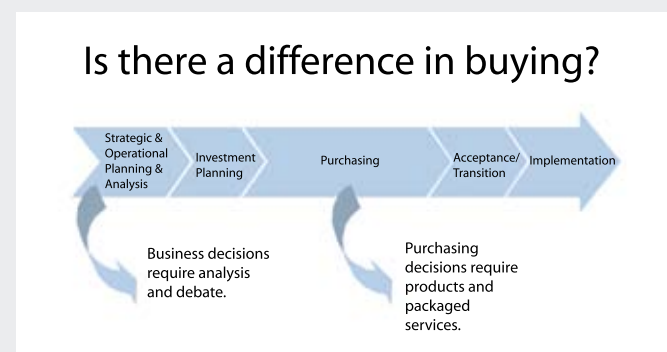 Is there a difference in buying?
Strategic &
Operational
Planning &
Analysis
Investment
Planning
Purchasing
Acceptance/
Transition
Implementation
Business decisions
require analysis
and debate.
Purchasing
decisions require
products and
packaged
services.